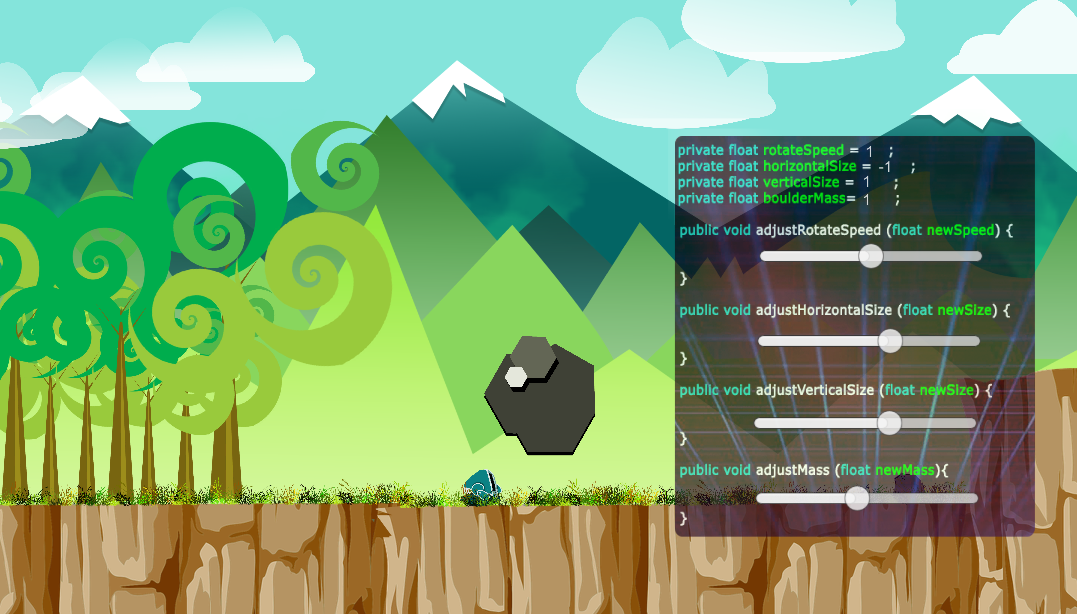 private float rotateSpeed = 1 ;
private float horizontalSize = -1 ;
private float verticalSize = 1 ;
private float boulderMass= 1 ;
public void adjustRotateSpeed (float newSpeed) {
}
public void adjustHorizontalSize (float newSize) {
}
public void adjustVerticalSize (float newSize) {
}
public void adjustMass (float newMass){
}